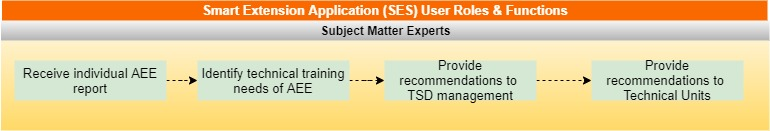 Smart Extension Application (SES) User Roles & Functions
Subject Matter Experts
Receive individual AEE
report
Identify technical training
needs of AEE
Provide
recommendations to
TSD management
Provide
recommendations to
Technical Units